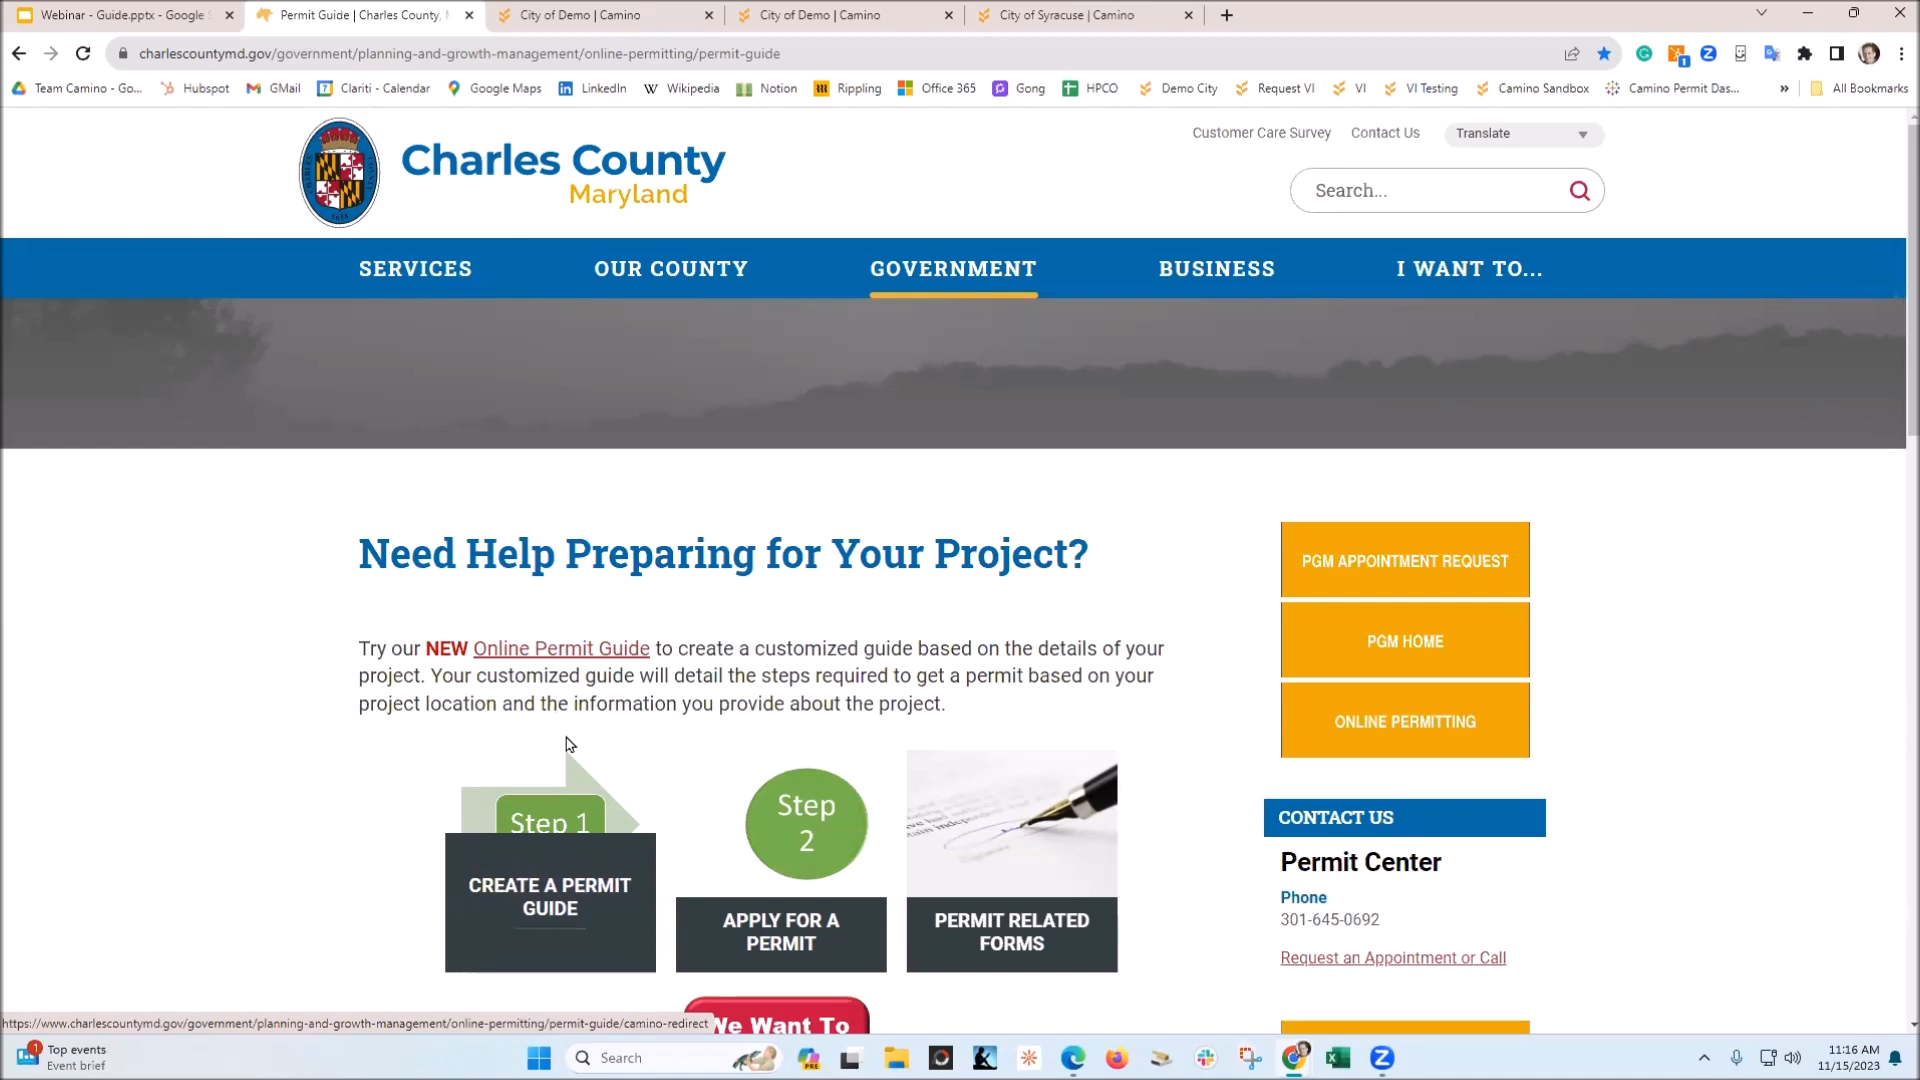 Webinar - Guide.pptx - Google S
Permit Guide | Charles County, M
City of Demo | Camino
City of Demo | Camino
City of Syracuse | Camino
charlescountymd.gov/government/planning-and-growth-management/online-permitting/permit-guide
Team Camino - Go...
Hubspot
GMail
Clariti - Calendar
Google Maps
LinkedIn
Wikipedia
Notion
Rippling
Office 365
Gong
HPCO
Demo City
Request VI
VI
VI Testing
Camino Sandbox
Camino Permit Das...
All Bookmarks
Charles County
Maryland
Customer Care Survey
Contact Us
Translate
Search...
SERVICES
OUR COUNTY
GOVERNMENT
BUSINESS
I WANT TO...
Need Help Preparing for Your Project?
Try our NEW Online Permit Guide to create a customized guide based on the details of your
project. Your customized guide will detail the steps required to get a permit based on your
project location and the information you provide about the project.
Step 1
CREATE A PERMIT
GUIDE
Step
2
APPLY FOR A
PERMIT
PERMIT RELATED
FORMS
We Want To
PGM APPOINTMENT REQUEST
PGM HOME
ONLINE PERMITTING
CONTACT US
Permit Center
Phone
301-645-0692
Request an Appointment or Call
https://www.charlescountymd.gov/government/planning-and-growth-management/online-permitting/permit-guide/camino-redirect
1
Top events
Event brief
Search
PRE
11:16 AM
11/15/2023